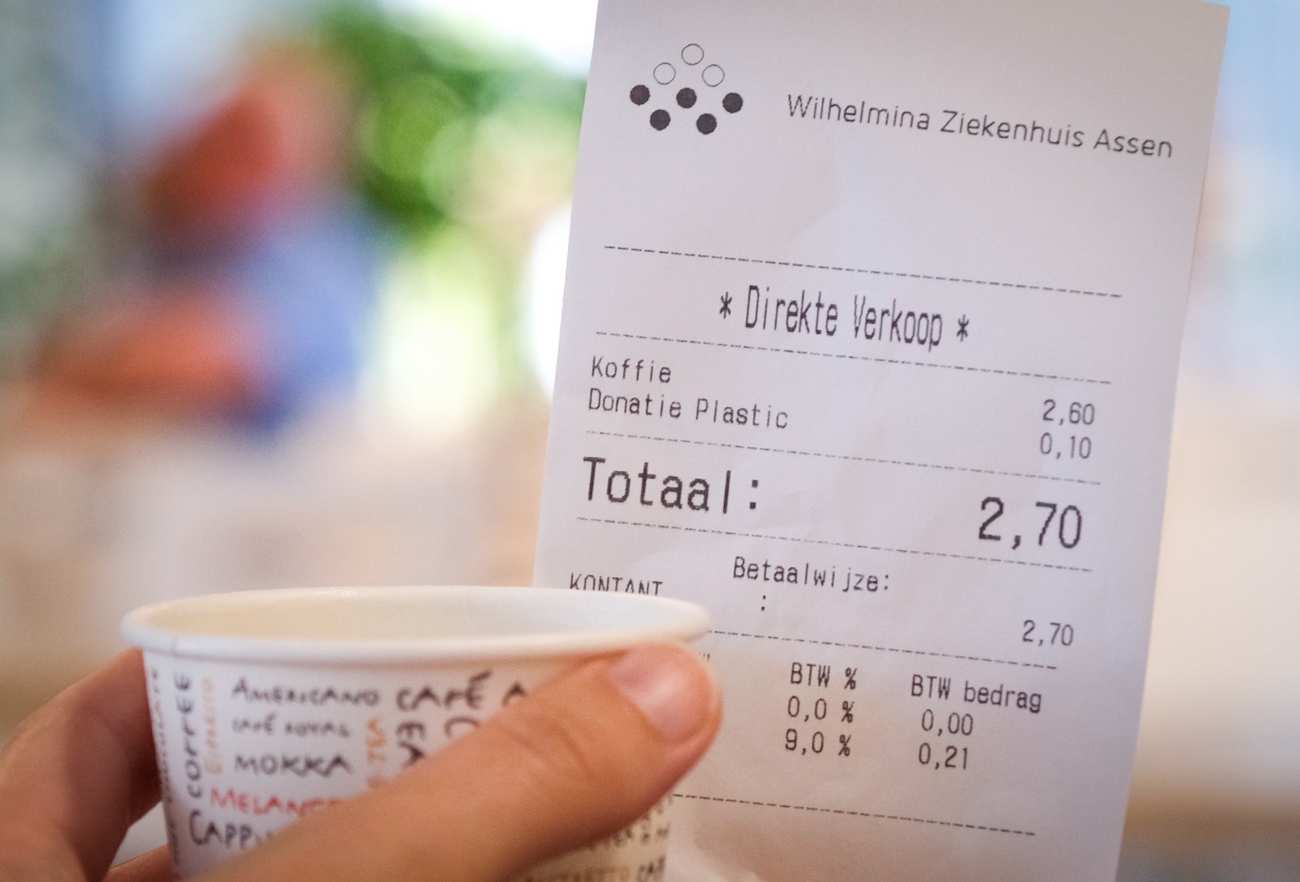 Wilhelmina Ziekenhuis Assen
* Direkte Verkoop *
Koffie 2,60
Donatie Plastic 0,10
Totaal: 2,70
Betaalwijze:
KONTANT : 2,70
BTW % BTW bedrag
0,0 % 0,00
9,0 % 0,21
COFFEE
AMERICANO CAFÉ
CAFÉ ROYAL
MOKKA
MELANGE